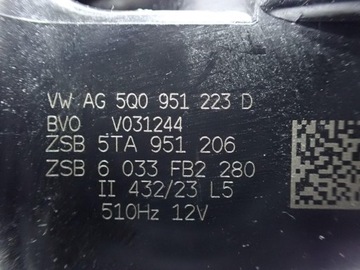 VW AG 5Q0 951 223 D
BVO V031244
ZSB 5TA 951 206
ZSB 6 033 FB2 280
II 432/23 L5
510Hz 12V